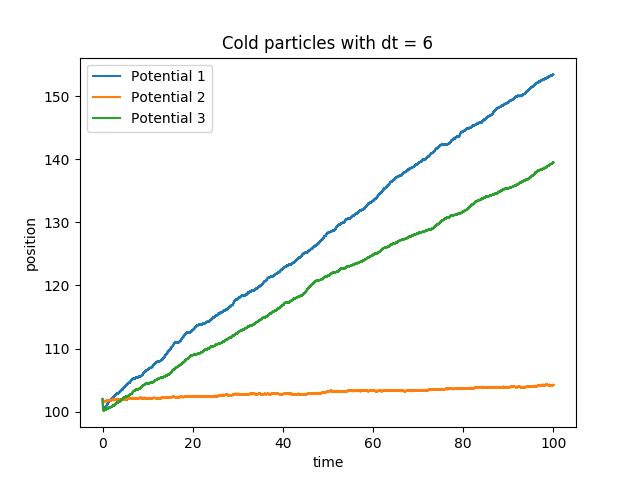 Cold particles with dt = 6
Potential 1
Potential 2
Potential 3
position
150
140
130
120
110
100
0 20 40 60 80 100
time